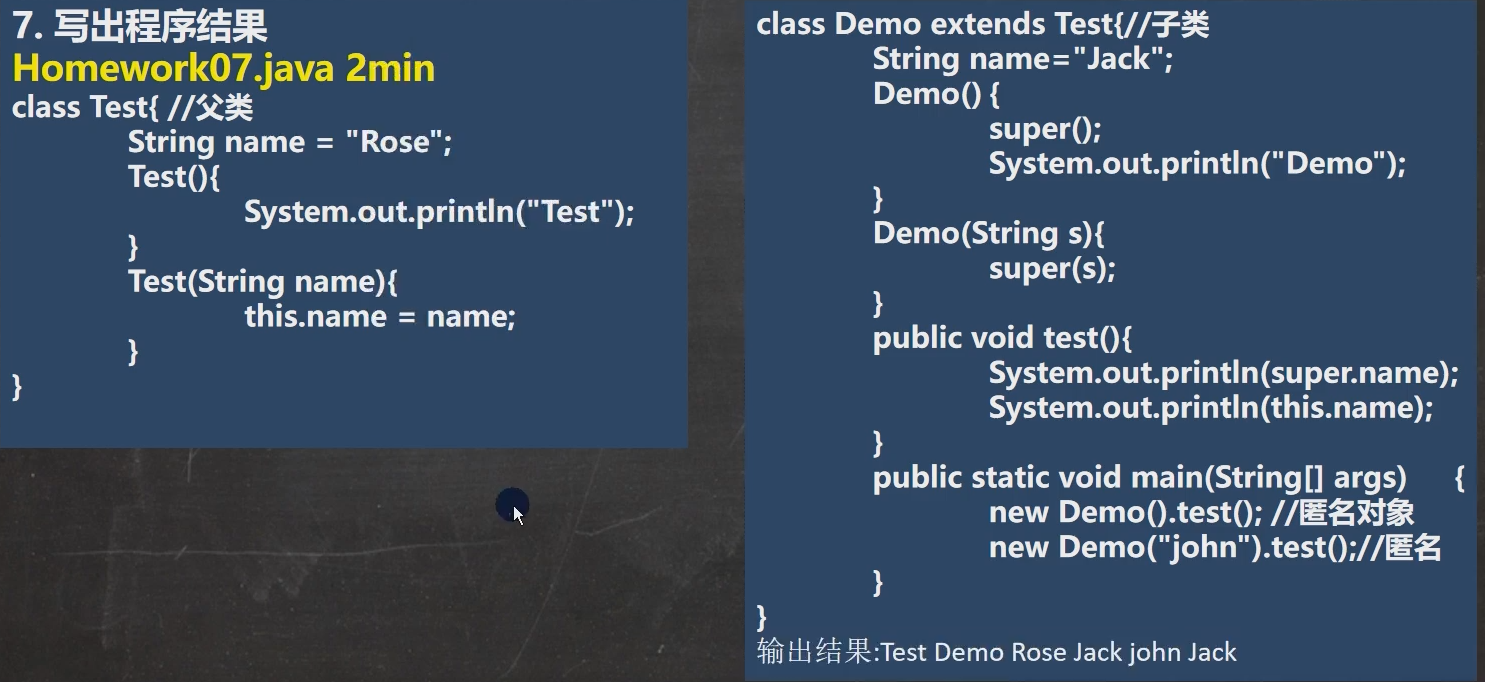 7. 写出程序结果
Homework07.java 2min
class Test{ //父类
String name = "Rose";
Test(){
System.out.println("Test");
}
Test(String name){
this.name = name;
}
}
class Demo extends Test{//子类
String name="Jack";
Demo() {
super();
System.out.println("Demo");
}
Demo(String s){
super(s);
}
public void test(){
System.out.println(super.name);
System.out.println(this.name);
}
public static void main(String[] args) {
new Demo().test(); //匿名对象
new Demo("john").test();//匿名
}
}
输出结果:Test Demo Rose Jack john Jack